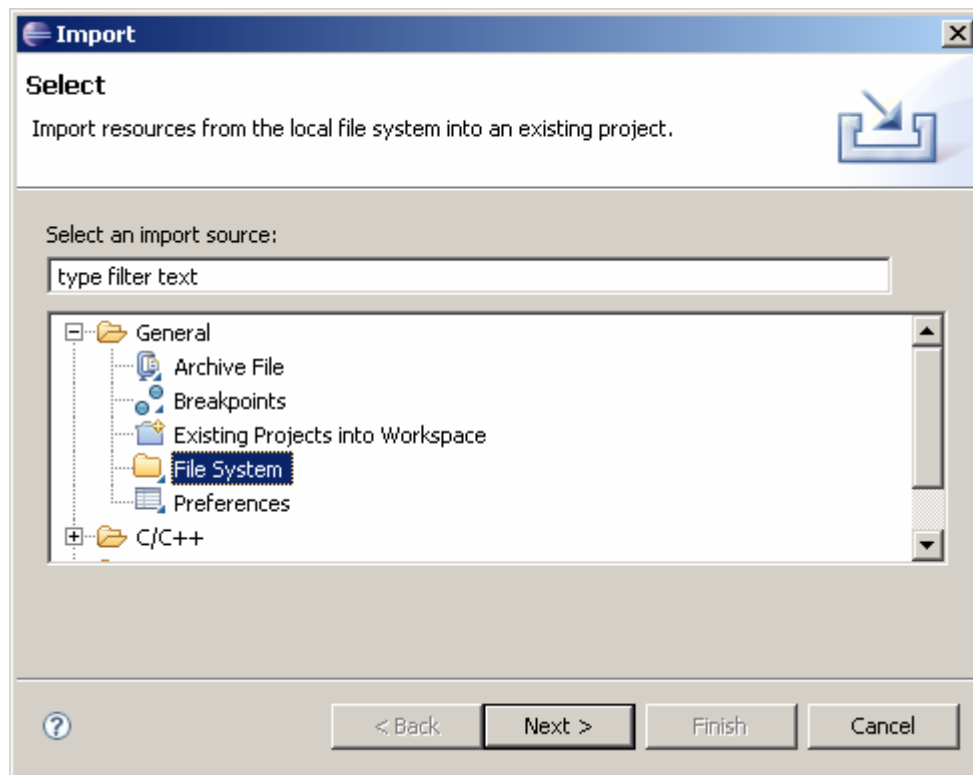 Import
Select
Import resources from the local file system into an existing project.
Select an import source:
type filter text
General
Archive File
Breakpoints
Existing Projects into Workspace
File System
Preferences
C/C++
? < Back Next > Finish Cancel